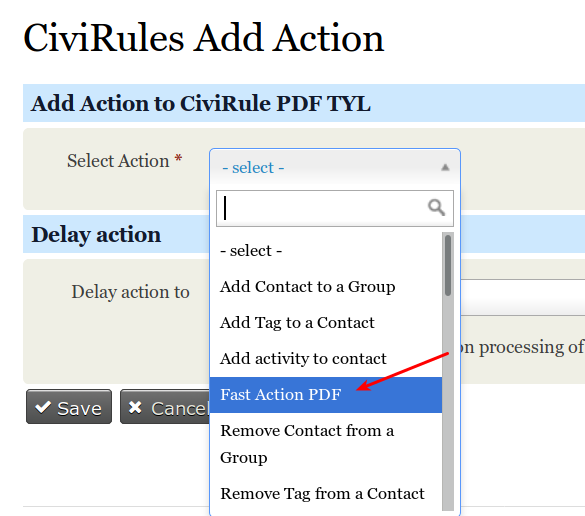 CiviRules Add Action
Add Action to CiviRule PDF TYL
Select Action *
- select -
- select -
Add Contact to a Group
Add Tag to a Contact
Add activity to contact
Fast Action PDF
Remove Contact from a
Group
Remove Tag from a Contact
Delay action
Delay action to
on processing of
Save
Cancel